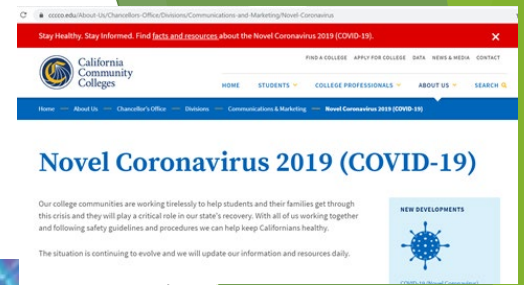 cccco.edu/About-Us/Chancellors-Office/Divisions/Communications-and-Marketing/Novel-Coronavirus
Stay Healthy. Stay Informed. Find facts and resources about the Novel Coronavirus 2019 (COVID-19). ×
FIND A COLLEGE APPLY FOR COLLEGE DATA NEWS & MEDIA CONTACT
California
Community
Colleges
HOME STUDENTS COLLEGE PROFESSIONALS ABOUT US SEARCH
Home — About Us — Chancellor's Office — Divisions — Communications & Marketing — Novel Coronavirus 2019 (COVID-19)
Novel Coronavirus 2019 (COVID-19)
Our college communities are working tirelessly to help students and their families get through
this crisis and they will play a critical role in our state's recovery. With all of us working together
and following safety guidelines and procedures we can help keep Californians healthy.
The situation is continuing to evolve and we will update our information and resources daily.
NEW DEVELOPMENTS
COVID-19 (Novel Coronavirus)